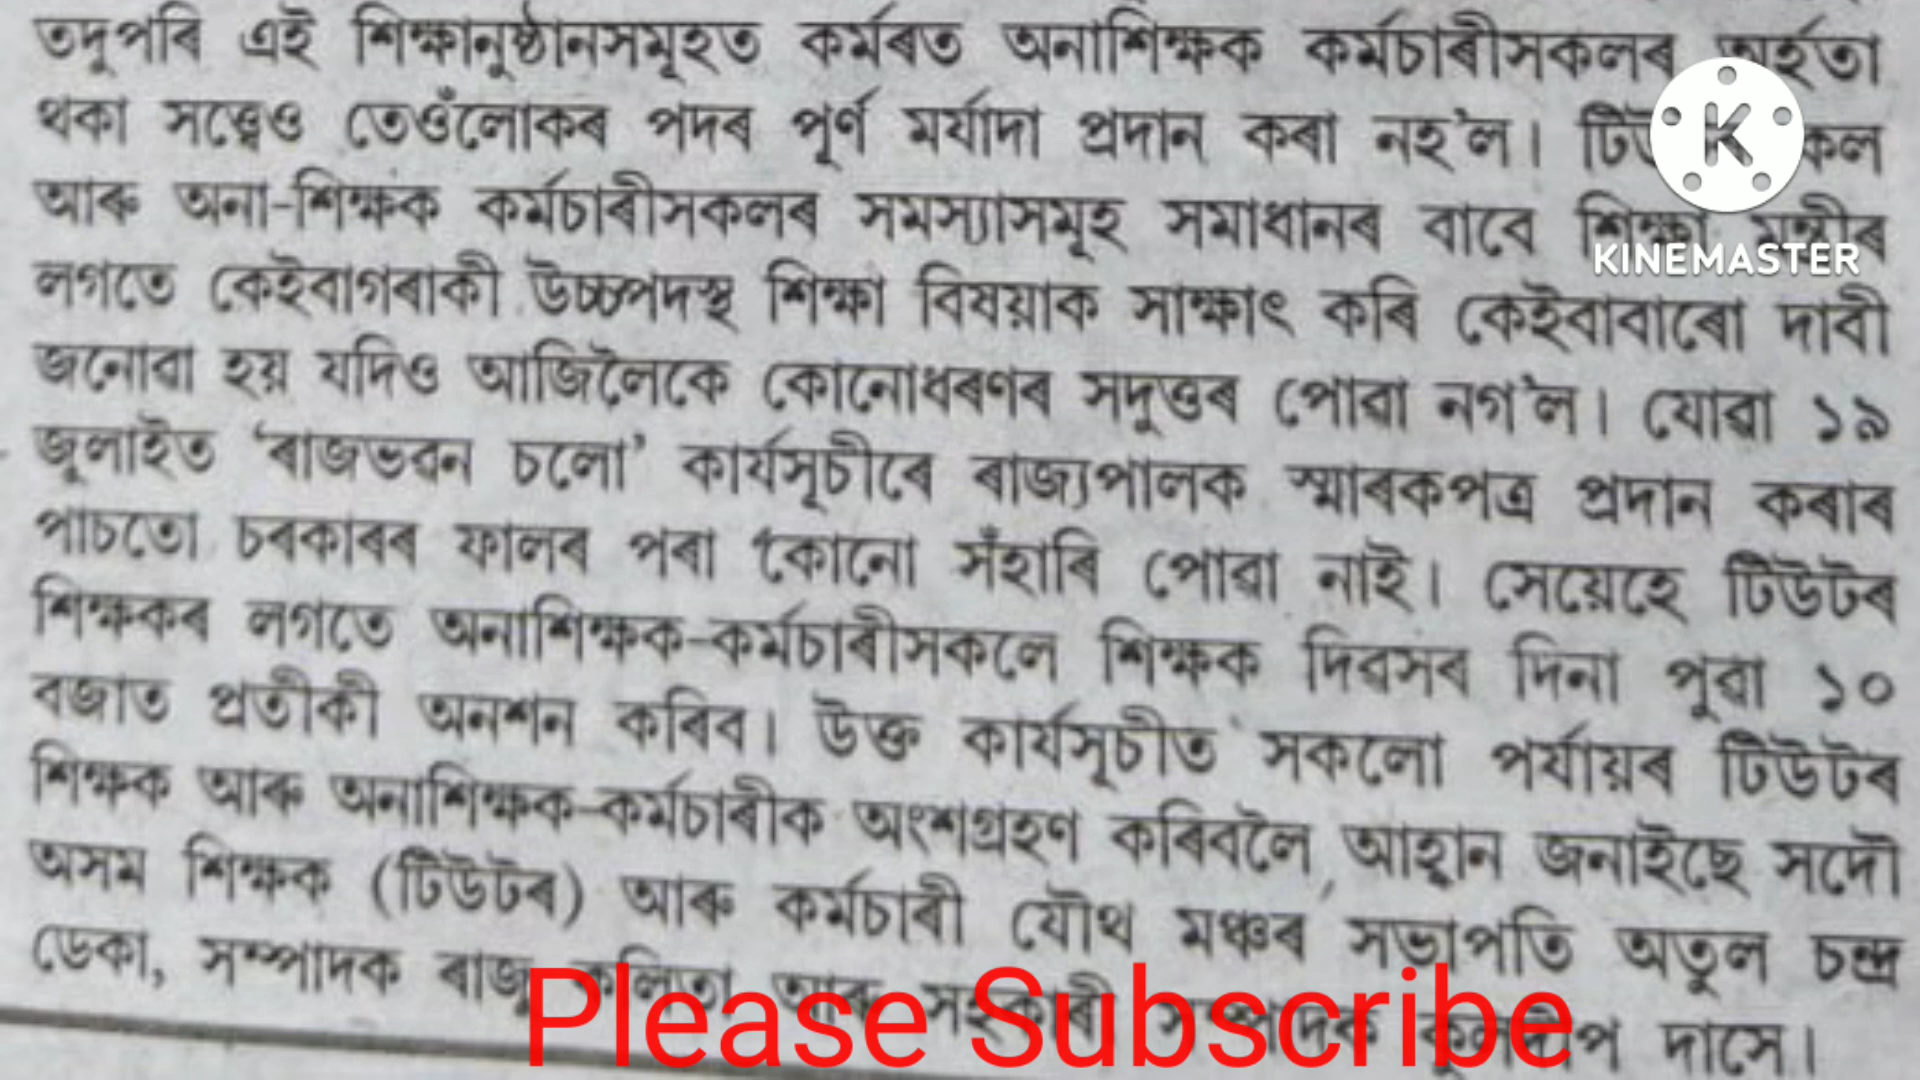 তদুপৰি এই শিক্ষানুষ্ঠানসমূহত কৰ্মৰত অনাশিক্ষক কৰ্মচাৰীসকলৰ অৰ্হতা
থকা সত্ত্বেও তেওঁলোকৰ পদৰ পূৰ্ণ মৰ্যাদা প্ৰদান কৰা নহ'ল।
আৰু অনা-শিক্ষক কৰ্মচাৰীসকলৰ সমস্যাসমূহ সমাধানৰ বাবে শিক্ষা মন্ত্ৰীৰ
লগতে কেইবাগৰাকী উচ্চপদস্থ শিক্ষা বিষয়াক সাক্ষাৎ কৰি কেইবাবাৰো দাবী
জনোৱা হয় যদিও আজিলৈকে কোনোধৰণৰ সদুত্তৰ পোৱা নগ'ল। যোৱা ১৯
জুলাইত 'ৰাজভৱন চলো' কাৰ্যসূচীৰে ৰাজ্যপালক স্মাৰকপত্ৰ প্ৰদান কৰাৰ
পাচতো চৰকাৰৰ ফালৰ পৰা কোনো সঁহাৰি পোৱা নাই। সেয়েহে টিউটৰ
শিক্ষকৰ লগতে অনাশিক্ষক-কৰ্মচাৰীসকলে শিক্ষক দিৱসৰ দিনা পুৱা ১০
বজাত প্ৰতীকী অনশন কৰিব। উক্ত কাৰ্যসূচীত সকলো পৰ্যায়ৰ টিউটৰ
শিক্ষক আৰু অনাশিক্ষক-কৰ্মচাৰীক অংশগ্ৰহণ কৰিবলৈ আহ্বান জনাইছে সদৌ
অসম শিক্ষক (টিউটৰ) আৰু কৰ্মচাৰী যৌথ মঞ্চৰ সভাপতি অতুল চন্দ্ৰ
ডেকা, সম্পাদক ৰাজু কলিতা আৰু সহকাৰী সম্পাদক কুলদীপ দাসে।
KINEMASTER
Please Subscribe